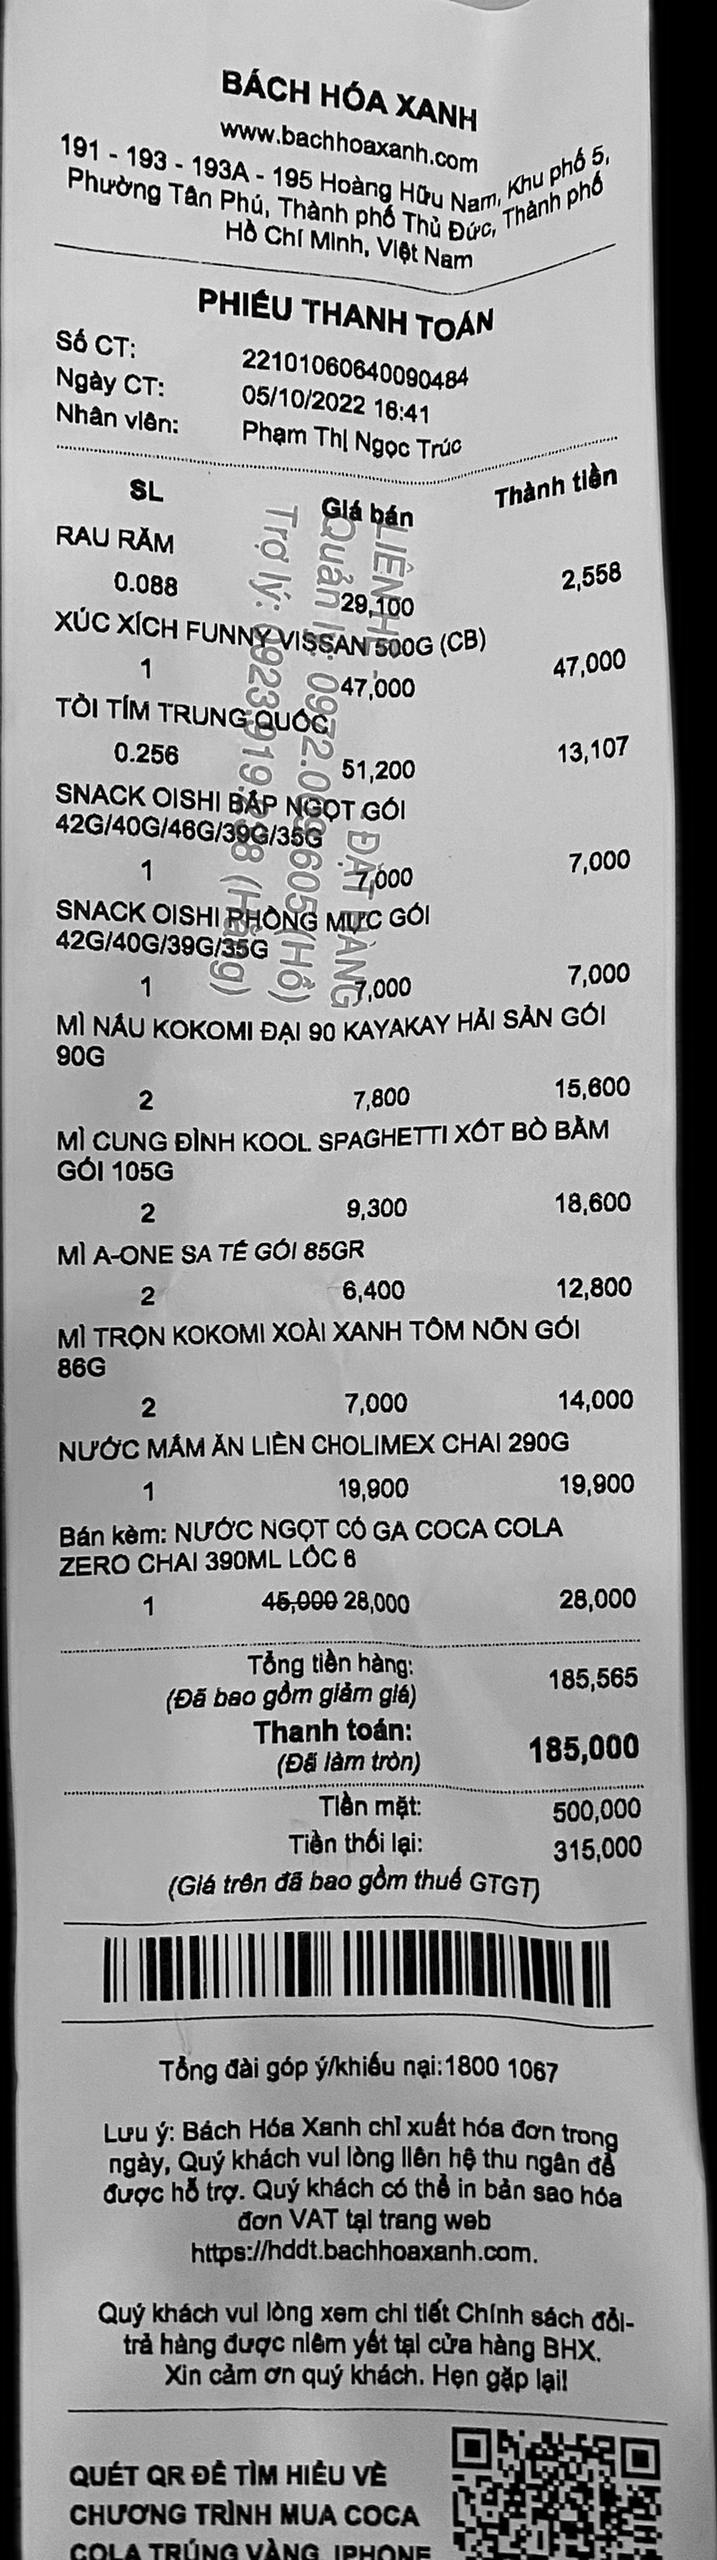 BÁCH HÓA XANH
www.bachhoaxanh.com
191 - 193 - 193A - 195 Hoàng Hữu Nam, Khu phố 5,
Phường Tân Phú, Thành phố Thủ Đức, Thành phố
Hồ Chí Minh, Việt Nam
PHIẾU THANH TOÁN
Số CT: 22101060640090484
Ngày CT: 05/10/2022 16:41
Nhân viên: Phạm Thị Ngọc Trúc
SL Giá bán Thành tiền
RAU RĂM
0.088 29,100 2,558
XÚC XÍCH FUNNY VISSAN 500G (CB)
1 47,000 47,000
TỎI TÍM TRUNG QUỐC
0.256 51,200 13,107
SNACK OISHI BẮP NGỌT GÓI
42G/40G/46G/39G/35G
1 7,000 7,000
SNACK OISHI PHỒNG MỰC GÓI
42G/40G/39G/35G
1 7,000 7,000
MÌ NẤU KOKOMI ĐẠI 90 KAYAKAY HẢI SẢN GÓI
90G
2 7,800 15,600
MÌ CUNG ĐÌNH KOOL SPAGHETTI XỐT BÒ BẰM
GÓI 105G
2 9,300 18,600
MÌ A-ONE SA TẾ GÓI 85GR
2 6,400 12,800
MÌ TRỘN KOKOMI XOÀI XANH TÔM NÕN GÓI
86G
2 7,000 14,000
NƯỚC MẮM ĂN LIỀN CHOLIMEX CHAI 290G
1 19,900 19,900
Bán kèm: NƯỚC NGỌT CÓ GA COCA COLA
ZERO CHAI 390ML LỐC 6
1 45,000 28,000 28,000
Tổng tiền hàng: 185,565
(Đã bao gồm giảm giá)
Thanh toán: 185,000
(Đã làm tròn)
Tiền mặt: 500,000
Tiền thối lại: 315,000
(Giá trên đã bao gồm thuế GTGT)
Tổng đài góp ý/khiếu nại:1800 1067
Lưu ý: Bách Hóa Xanh chỉ xuất hóa đơn trong
ngày, Quý khách vui lòng liên hệ thu ngân để
được hỗ trợ. Quý khách có thể in bản sao hóa
đơn VAT tại trang web
https://hddt.bachhoaxanh.com.
Quý khách vui lòng xem chi tiết Chính sách đổi-
trả hàng được niêm yết tại cửa hàng BHX.
Xin cảm ơn quý khách. Hẹn gặp lại!
QUÉT QR ĐỂ TÌM HIỂU VỀ
CHƯƠNG TRÌNH MUA COCA
COLA TRÚNG VÀNG, IPHONE
ĐẶT HÀNG
Quản lý:
Trợ lý: